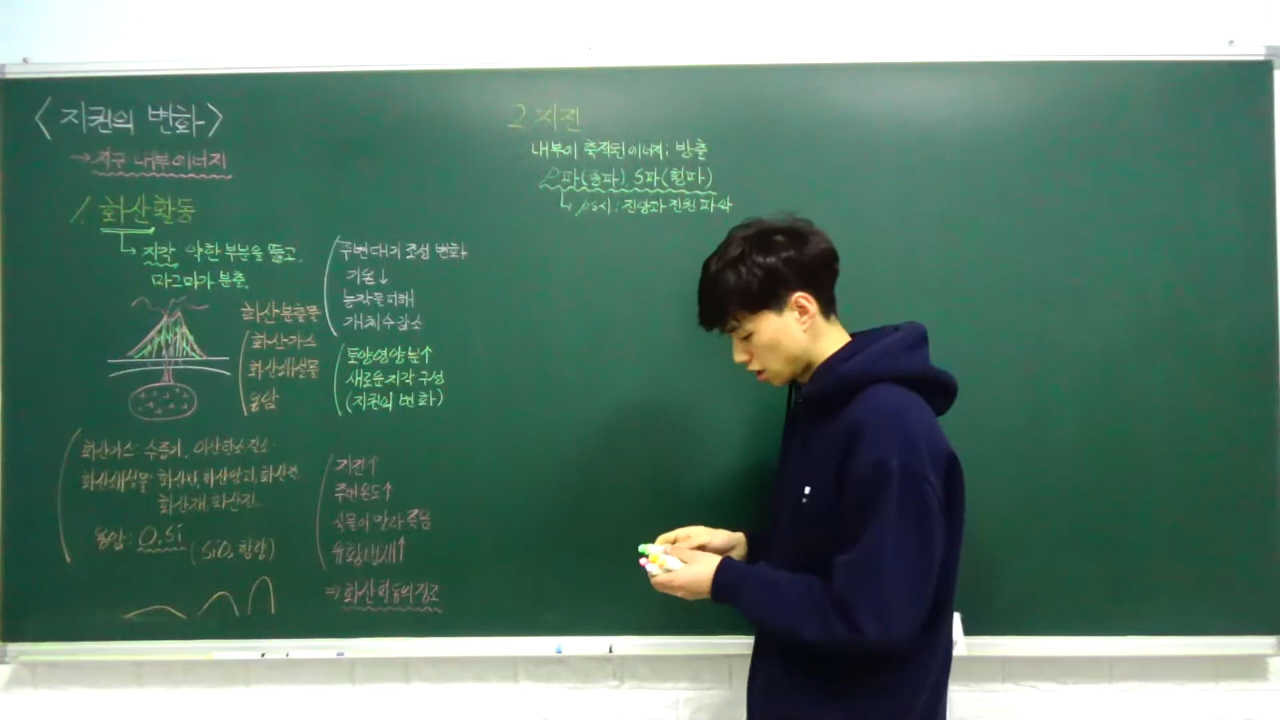 <지권의 변화>
→ 지구 내부 에너지
1. 화산활동
↳ 지각 약한 부분을 뚫고,
마그마가 분출.
화산분출물
화산가스
화산쇄설물
용암
주변 대기 조성 변화
기온↓
농작물 피해
개체수 감소
토양 영양분↑
새로운 지각 구성
(지권의 변화)
화산가스: 수증기, 이산탄소
화산쇄설물: 화산탄, 화산암괴, 화산력,
화산재 화산진
용암: O, Si
(SiO₂ 함량)
지진↑
주변온도↑
식물이 말라 죽음
유황냄새↑
⇒ 화산활동의 징조
2. 지진
내부에 축적된 에너지: 방출
P파(종파), S파(횡파)
↳ PS시: 진앙과 진원 파악